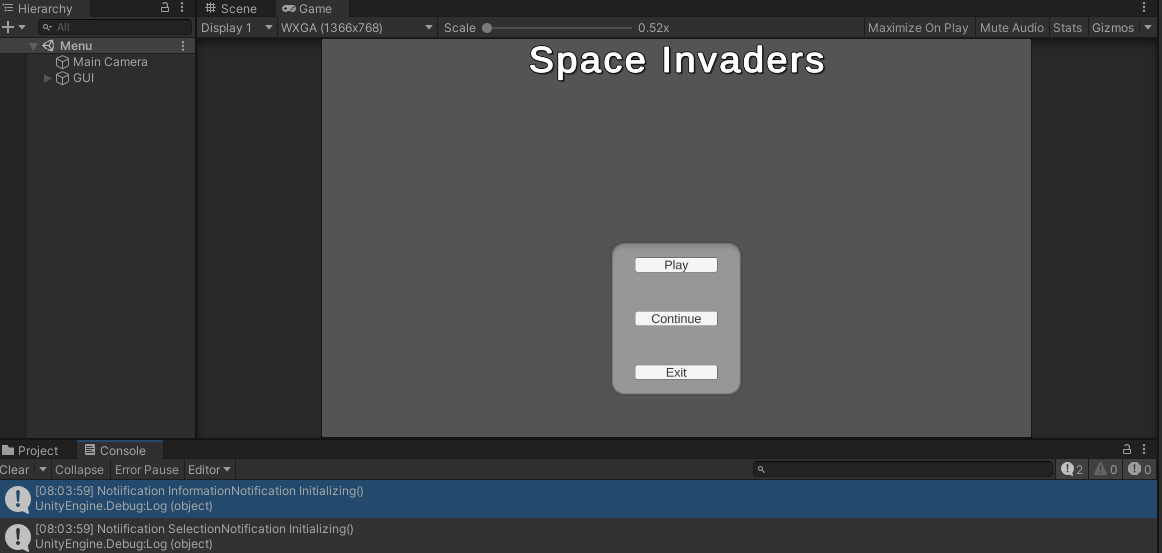 Hierarchy
Scene
Game
All
Display 1
WXGA (1366x768)
Scale
0.52x
Maximize On Play
Mute Audio
Stats
Gizmos
Menu
Main Camera
GUI
Space Invaders
Play
Continue
Exit
Project
Console
Clear
Collapse
Error Pause
Editor
2
0
0
[08:03:59] Notiification InformationNotification Initializing()
UnityEngine.Debug:Log (object)
[08:03:59] Notiification SelectionNotification Initializing()
UnityEngine.Debug:Log (object)